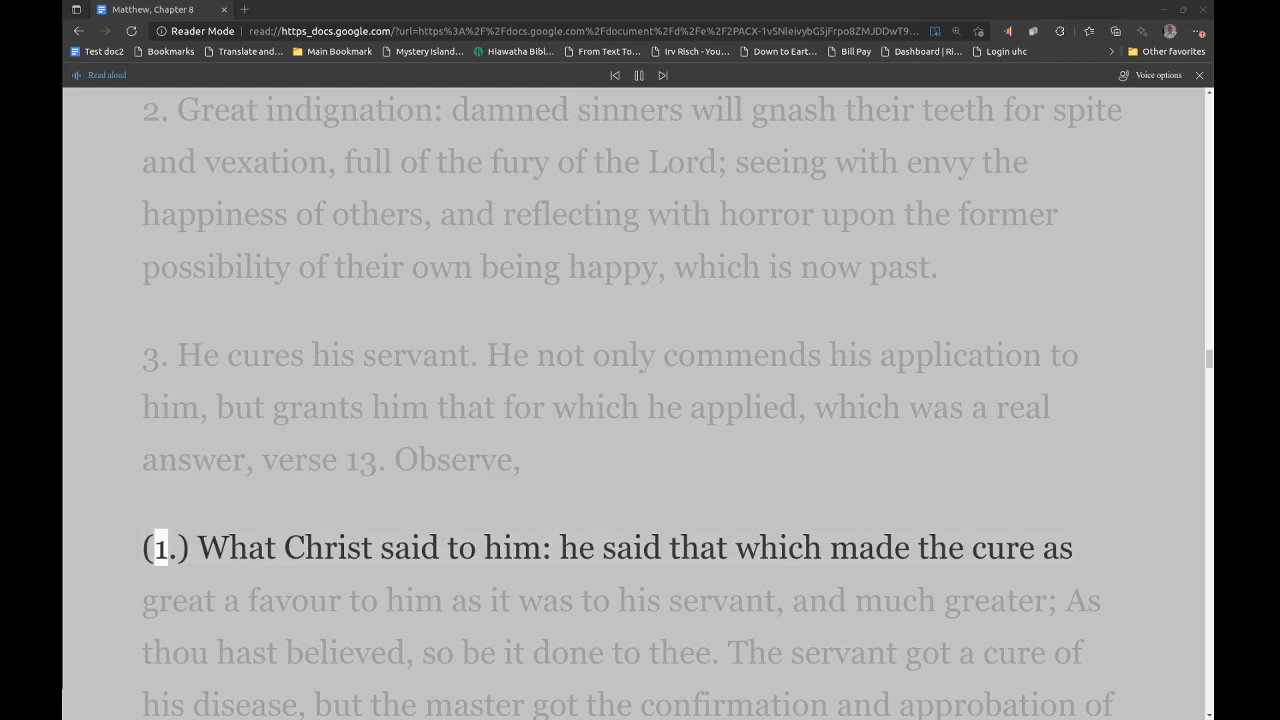 Matthew, Chapter 8
Reader Mode
read://https_docs.google.com/?url=https%3A%2F%2Fdocs.google.com%2Fdocument%2Fd%2Fe%2F2PACX-1vSNleivybG5jFrpo8ZMJDDwT9...
Test doc2 Bookmarks Translate and... Main Bookmark Mystery Island... Hiawatha Bibl... From Text To... Irv Risch - You... Down to Eart... Bill Pay Dashboard | Ri... Login uhc Other favorites
Read aloud Voice options
2. Great indignation: damned sinners will gnash their teeth for spite
and vexation, full of the fury of the Lord; seeing with envy the
happiness of others, and reflecting with horror upon the former
possibility of their own being happy, which is now past.
3. He cures his servant. He not only commends his application to
him, but grants him that for which he applied, which was a real
answer, verse 13. Observe,
(1.) What Christ said to him: he said that which made the cure as
great a favour to him as it was to his servant, and much greater; As
thou hast believed, so be it done to thee. The servant got a cure of
his disease, but the master got the confirmation and approbation of